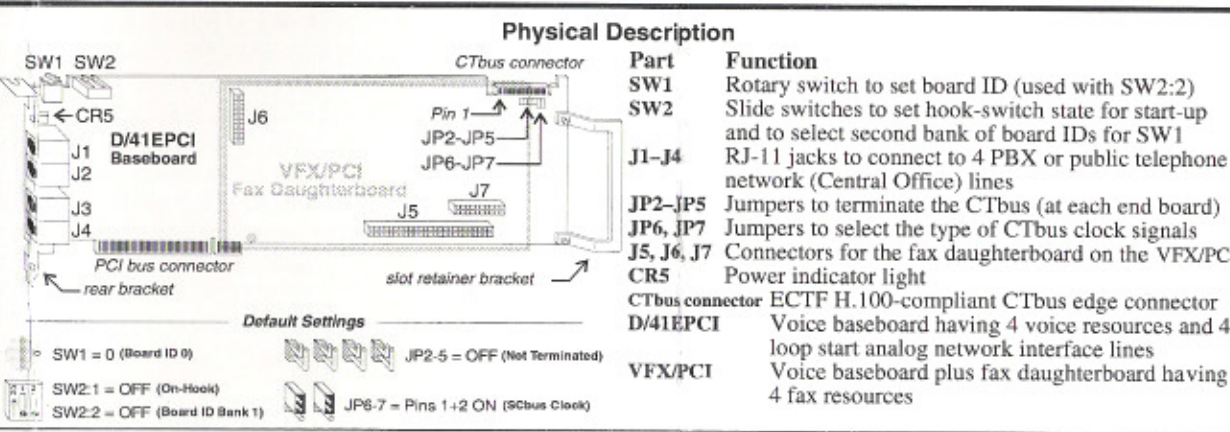 Physical Description
SW1 SW2
CTbus connector
CR5
J6
Pin 1
D/41EPCI
Baseboard
JP2-JP5
J1
J2
VFX/PCI
Fax Daughterboard
JP6-JP7
J7
J3
J5
J4
PCI bus connector
rear bracket
slot retainer bracket
Default Settings
SW1 = 0 (Board ID 0)
JP2-5 = OFF (Not Terminated)
SW2:1 = OFF (On-Hook)
SW2:2 = OFF (Board ID Bank 1)
JP6-7 = Pins 1+2 ON (SCbus Clock)
Part Function
SW1 Rotary switch to set board ID (used with SW2:2)
SW2 Slide switches to set hook-switch state for start-up
and to select second bank of board IDs for SW1
J1–J4 RJ-11 jacks to connect to 4 PBX or public telephone
network (Central Office) lines
JP2–JP5 Jumpers to terminate the CTbus (at each end board)
JP6, JP7 Jumpers to select the type of CTbus clock signals
J5, J6, J7 Connectors for the fax daughterboard on the VFX/PC
CR5 Power indicator light
CTbus connector ECTF H.100-compliant CTbus edge connector
D/41EPCI Voice baseboard having 4 voice resources and 4
loop start analog network interface lines
VFX/PCI Voice baseboard plus fax daughterboard having
4 fax resources